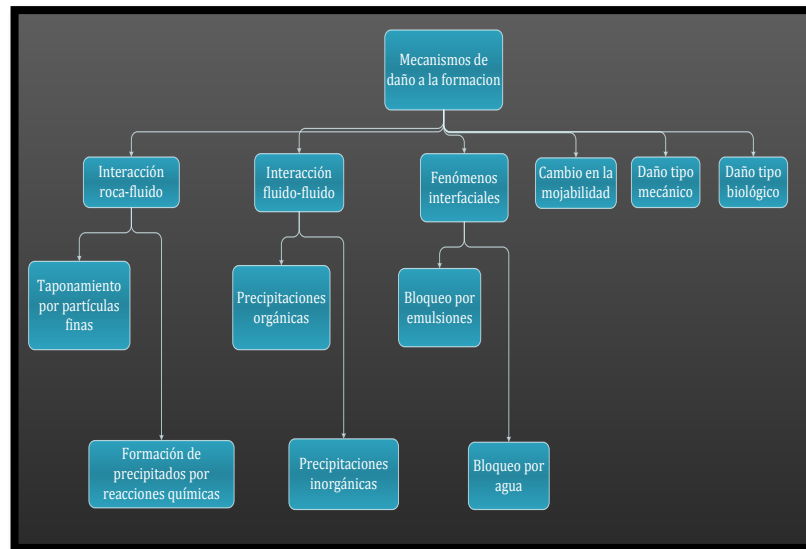 Mecanismos de
daño a la formacion
Interacción
roca-fluido
Interacción
fluido-fluido
Fenómenos
interfaciales
Cambio en la
mojabilidad
Daño tipo
mecánico
Daño tipo
biológico
Taponamiento
por partículas
finas
Precipitaciones
orgánicas
Bloqueo por
emulsiones
Formación de
precipitados por
reacciones químicas
Precipitaciones
inorgánicas
Bloqueo por
agua